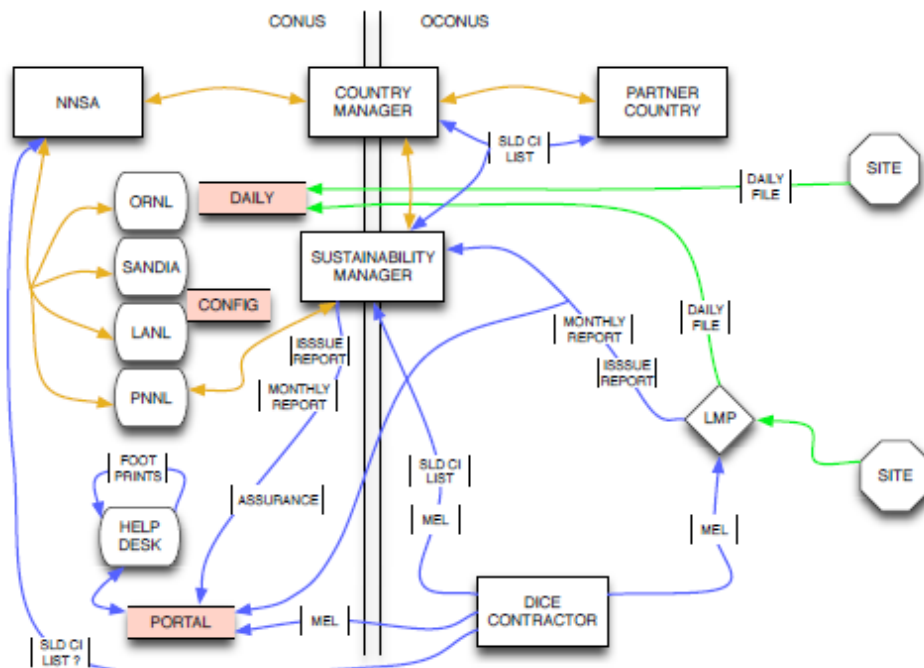 CONUS
OCONUS
NNSA
COUNTRY
MANAGER
PARTNER
COUNTRY
SLD CI
LIST
SITE
DAILY
FILE
ORNL
DAILY
SANDIA
SUSTAINABILITY
MANAGER
CONFIG
LANL
DAILY
FILE
MONTHLY
REPORT
ISSSUE
REPORT
ISSSUE
REPORT
MONTHLY
REPORT
PNNL
LMP
FOOT
PRINTS
SLD CI
LIST
SITE
ASSURANCE
MEL
MEL
HELP
DESK
DICE
CONTRACTOR
PORTAL
MEL
SLD CI
LIST ?